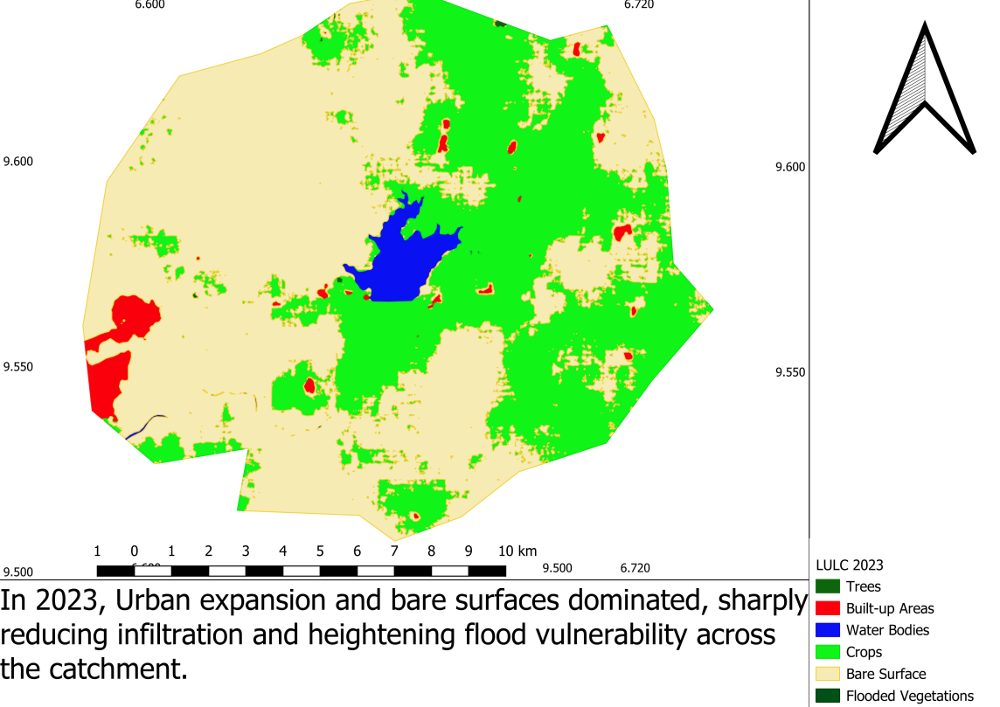 6.600 6.720
9.600 9.600
9.550 9.550
1 0 1 2 3 4 5 6 7 8 9 10 km
9.500 6.600 9.500 6.720
In 2023, Urban expansion and bare surfaces dominated, sharply
reducing infiltration and heightening flood vulnerability across
the catchment.
LULC 2023
Trees
Built-up Areas
Water Bodies
Crops
Bare Surface
Flooded Vegetations